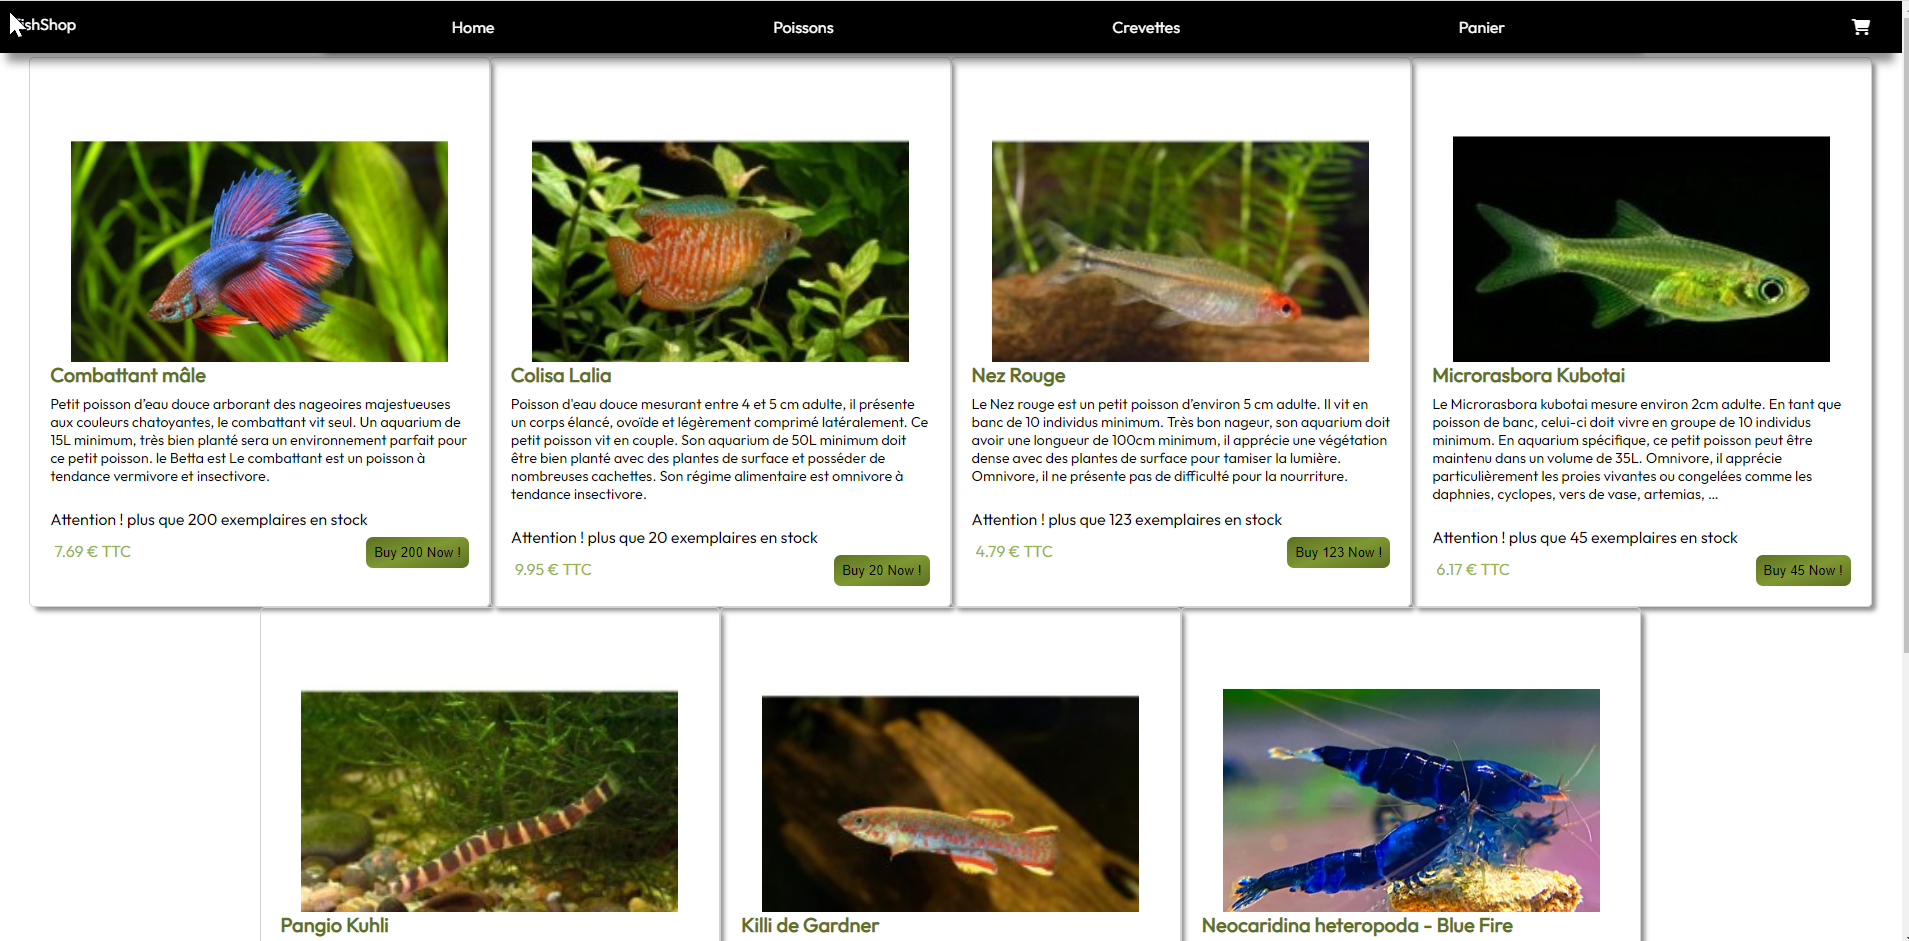 ishShop
Home
Poissons
Crevettes
Panier
Combattant mâle
Petit poisson d’eau douce arborant des nageoires majestueuses
aux couleurs chatoyantes, le combattant vit seul. Un aquarium de
15L minimum, très bien planté sera un environnement parfait pour
ce petit poisson. le Betta est Le combattant est un poisson à
tendance vermivore et insectivore.
Attention ! plus que 200 exemplaires en stock
7.69 € TTC
Buy 200 Now !
Colisa Lalia
Poisson d'eau douce mesurant entre 4 et 5 cm adulte, il présente
un corps élancé, ovoïde et légèrement comprimé latéralement. Ce
petit poisson vit en couple. Son aquarium de 50L minimum doit
être bien planté avec des plantes de surface et posséder de
nombreuses cachettes. Son régime alimentaire est omnivore à
tendance insectivore.
Attention ! plus que 20 exemplaires en stock
9.95 € TTC
Buy 20 Now !
Nez Rouge
Le Nez rouge est un petit poisson d’environ 5 cm adulte. Il vit en
banc de 10 individus minimum. Très bon nageur, son aquarium doit
avoir une longueur de 100cm minimum, il apprécie une végétation
dense avec des plantes de surface pour tamiser la lumière.
Omnivore, il ne présente pas de difficulté pour la nourriture.
Attention ! plus que 123 exemplaires en stock
4.79 € TTC
Buy 123 Now !
Microrasbora Kubotai
Le Microrasbora kubotai mesure environ 2cm adulte. En tant que
poisson de banc, celui-ci doit vivre en groupe de 10 individus
minimum. En aquarium spécifique, ce petit poisson peut être
maintenu dans un volume de 35L. Omnivore, il apprécie
particulièrement les proies vivantes ou congelées comme les
daphnies, cyclopes, vers de vase, artemias, ...
Attention ! plus que 45 exemplaires en stock
6.17 € TTC
Buy 45 Now !
Pangio Kuhli
Killi de Gardner
Neocaridina heteropoda - Blue Fire